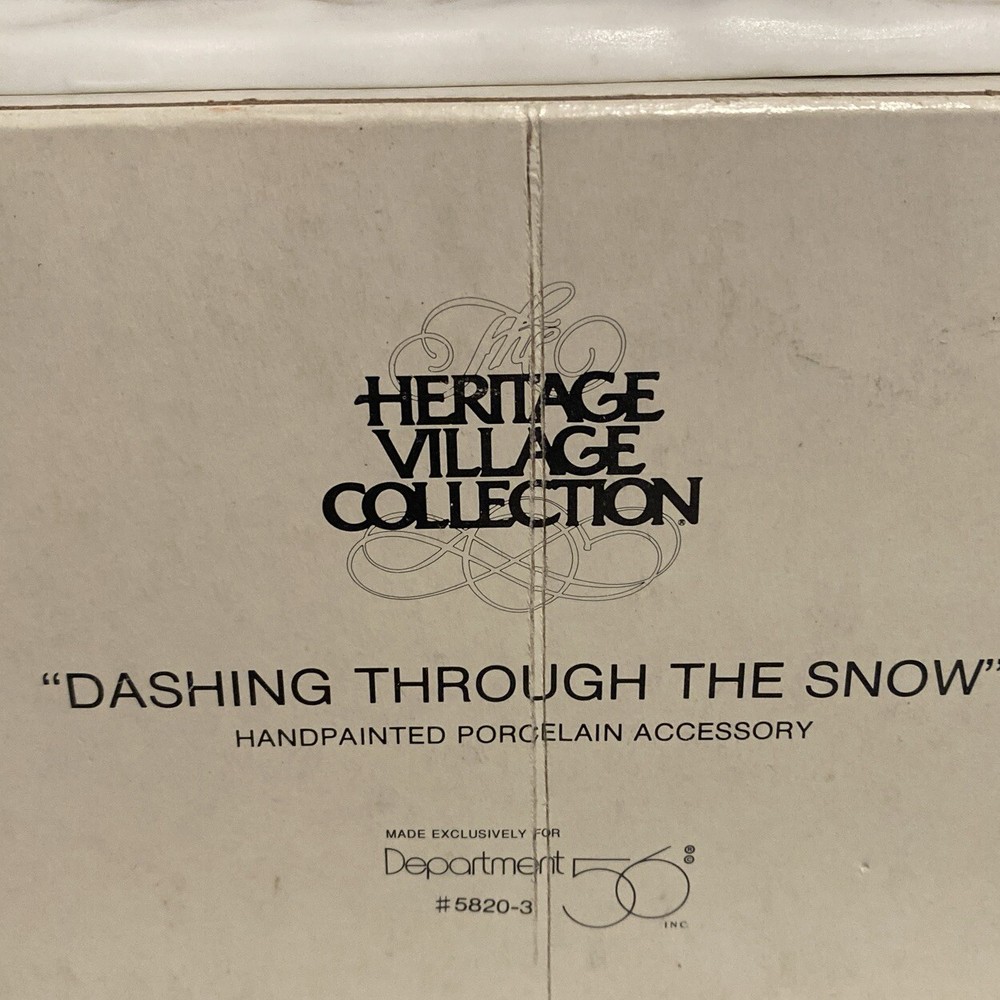 The
HERITAGE
VILLAGE
COLLECTION®
“DASHING THROUGH THE SNOW”
HANDPAINTED PORCELAIN ACCESSORY
MADE EXCLUSIVELY FOR
Department 56 ® ©
INC.
#5820-3